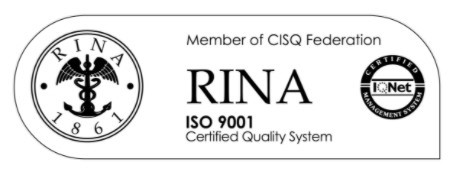 RINA
1861
Member of CISQ Federation
RINA
ISO 9001
Certified Quality System
CERTIFIED
IQNet
MANAGEMENT SYSTEM